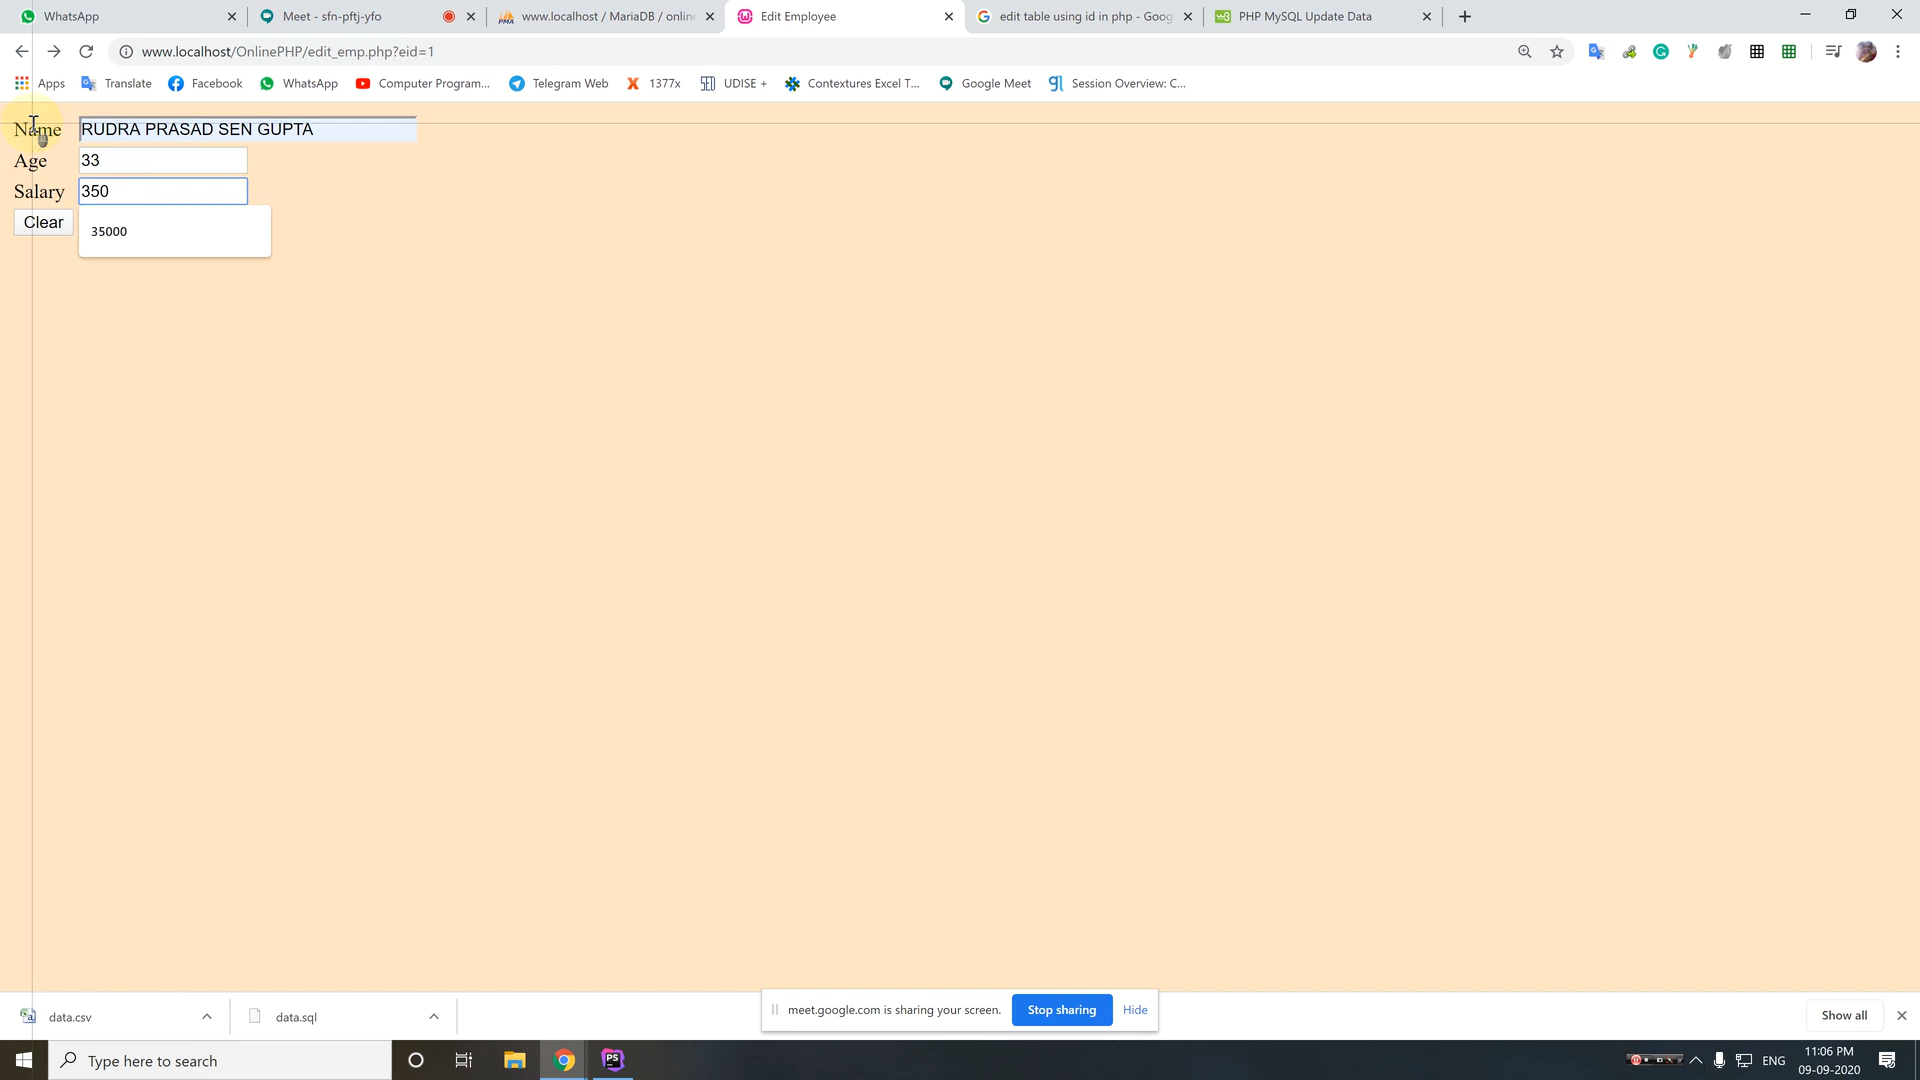 WhatsApp
Meet - sfn-pftj-yfo
www.localhost / MariaDB / online
Edit Employee
edit table using id in php - Goog
PHP MySQL Update Data
www.localhost/OnlinePHP/edit_emp.php?eid=1
Apps
Translate
Facebook
WhatsApp
Computer Program...
Telegram Web
1377x
UDISE +
Contextures Excel T...
Google Meet
Session Overview: C...
Name RUDRA PRASAD SEN GUPTA
Age 33
Salary 350
Clear
35000
data.csv
data.sql
meet.google.com is sharing your screen.
Stop sharing
Hide
Show all
Type here to search
PS
ENG
11:06 PM
09-09-2020